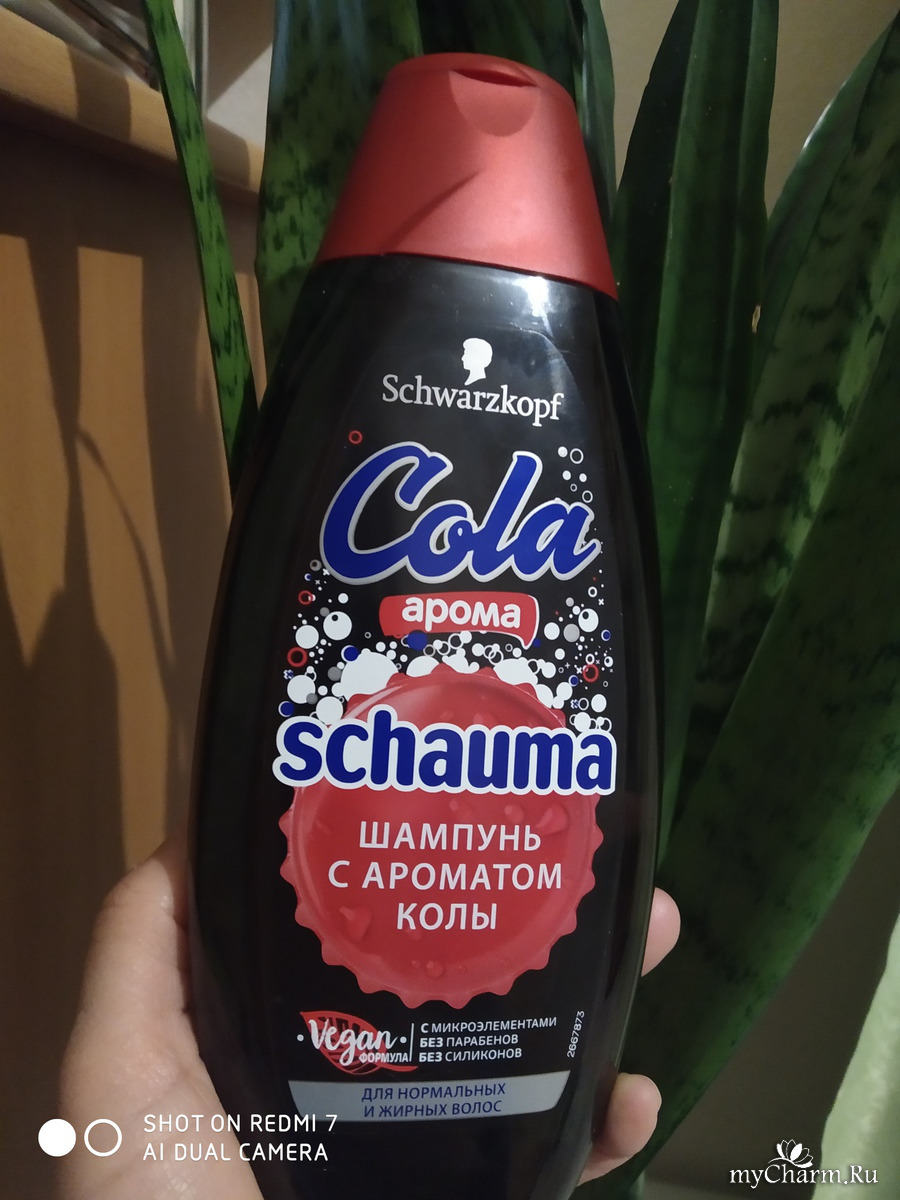 Schwarzkopf
Cola
арома
schauma
ШАМПУНЬ
С АРОМАТОМ
КОЛЫ
Vegan
ФОРМУЛА
С МИКРОЭЛЕМЕНТАМИ
БЕЗ ПАРАБЕНОВ
БЕЗ СИЛИКОНОВ
2667873
ДЛЯ НОРМАЛЬНЫХ
И ЖИРНЫХ ВОЛОС
SHOT ON REDMI 7
AI DUAL CAMERA
myCharm.Ru